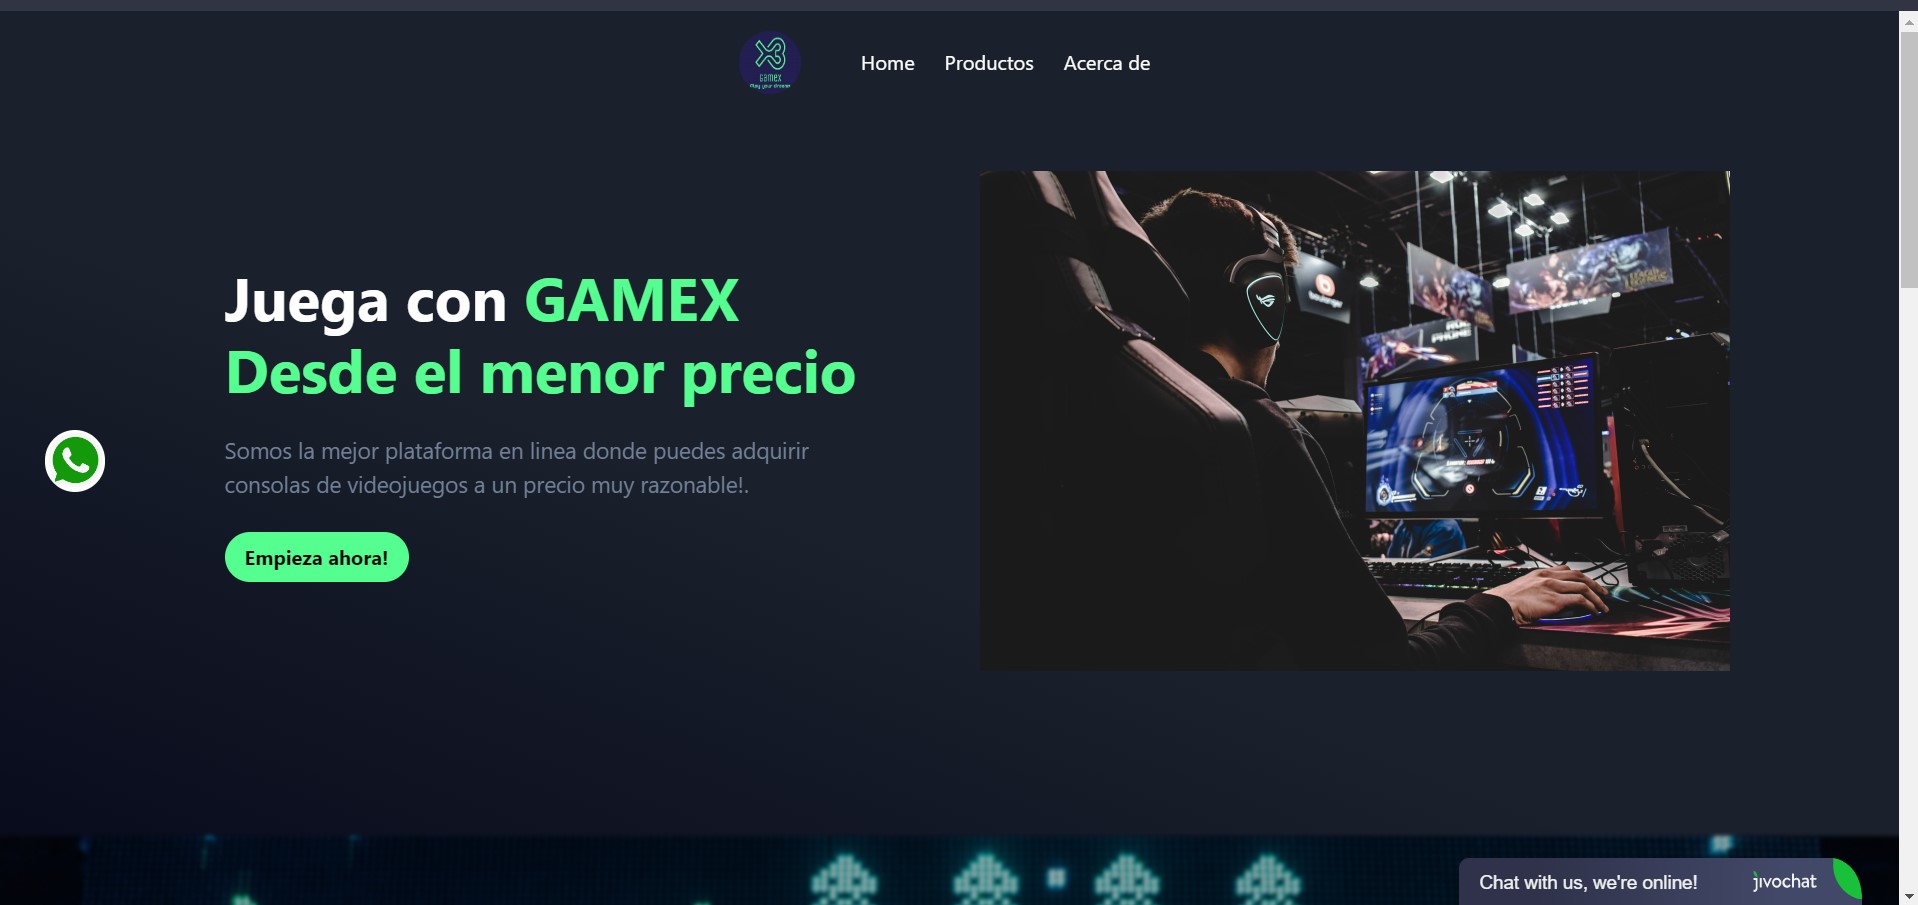 GameX
Play your dreams
Home Productos Acerca de
Juega con GAMEX
Desde el menor precio
Somos la mejor plataforma en linea donde puedes adquirir
consolas de videojuegos a un precio muy razonable!.
Empieza ahora!
Chat with us, we're online! jivochat